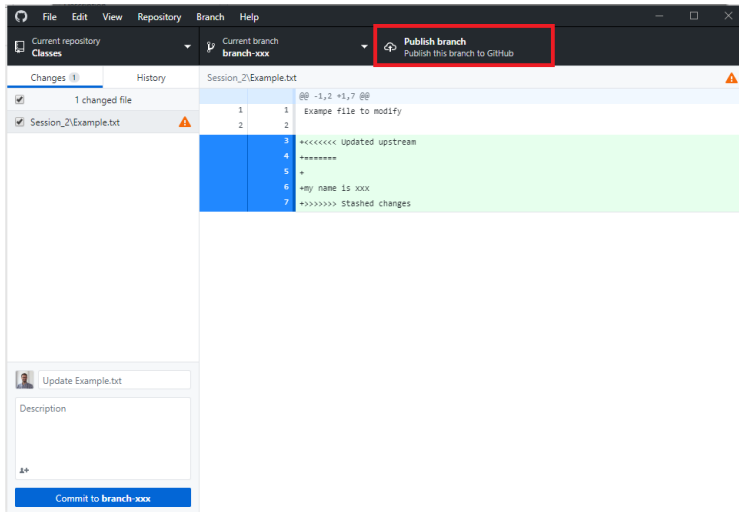 File Edit View Repository Branch Help
Current repository
Classes
Current branch
branch-xxx
Publish branch
Publish this branch to GitHub
Changes 1 History
1 changed file
Session_2\Example.txt
Update Example.txt
Description
Commit to branch-xxx
Session_2\Example.txt
@@ -1,2 +1,7 @@
1 1 Exampe file to modify
2 2
3 +<<<<<<< Updated upstream
4 +=======
5 +
6 +my name is xxx
7 +>>>>>>> Stashed changes